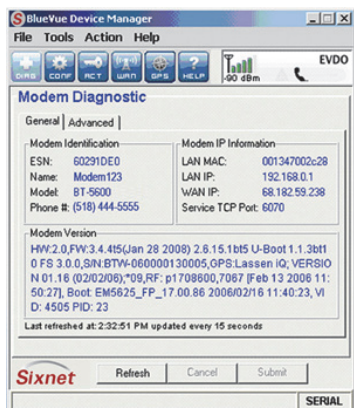 BlueVue Device Manager
File Tools Action Help
DIAG CONF ACT WAN GPS HELP -90 dBm EVDO
Modem Diagnostic
General Advanced
Modem Identification
ESN: 60291DE0
Name: Modem123
Model: BT-5600
Phone #: (518) 444-5555
Modem IP Information
LAN MAC: 001347002c28
LAN IP: 192.168.0.1
WAN IP: 68.182.59.238
Service TCP Port: 6070
Modem Version
HW:2.0,FW:3.4.4t5(Jan 28 2008) 2.6.15.1bt5 U-Boot 1.1.3bt1
0 FS 3.0.0,S/N:BTW-060000130005,GPS:Lassen iQ; VERSIO
N 01.16 (02/02/06);*09,RF: p1708600,7067 [Feb 13 2006 11:
50:27], Boot: EM5625_FP_17.00.86 2006/02/16 11:40:23, VI
D: 4505 PID: 23
Last refreshed at: 2:32:51 PM updated every 15 seconds
Sixnet Refresh Cancel Submit
SERIAL